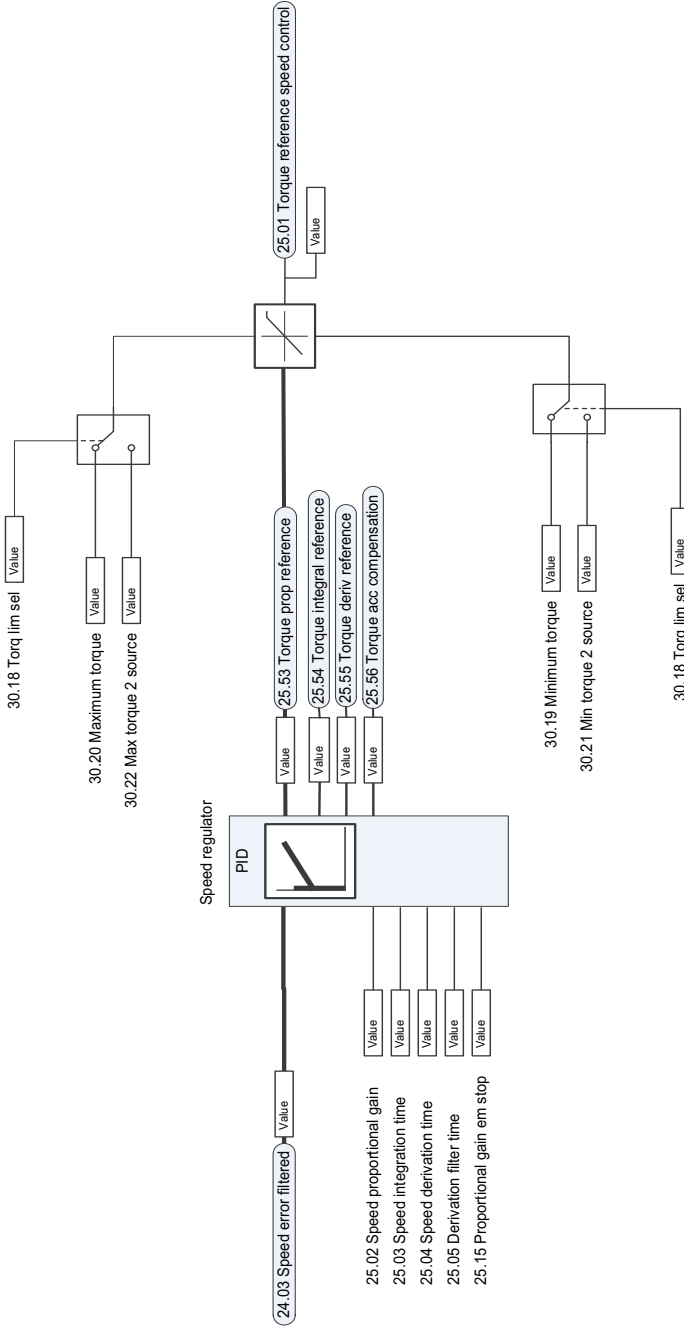 30.18 Torq lim sel
Value
30.20 Maximum torque
Value
30.22 Max torque 2 source
Value
Speed regulator
PID
24.03 Speed error filtered
Value
25.02 Speed proportional gain
Value
25.03 Speed integration time
Value
25.04 Speed derivation time
Value
25.05 Derivation filter time
Value
25.15 Proportional gain em stop
Value
Value
25.53 Torque prop reference
Value
25.54 Torque integral reference
Value
25.55 Torque deriv reference
Value
25.56 Torque acc compensation
25.01 Torque reference speed control
Value
30.19 Minimum torque
Value
30.21 Min torque 2 source
Value
30.18 Torq lim sel
Value